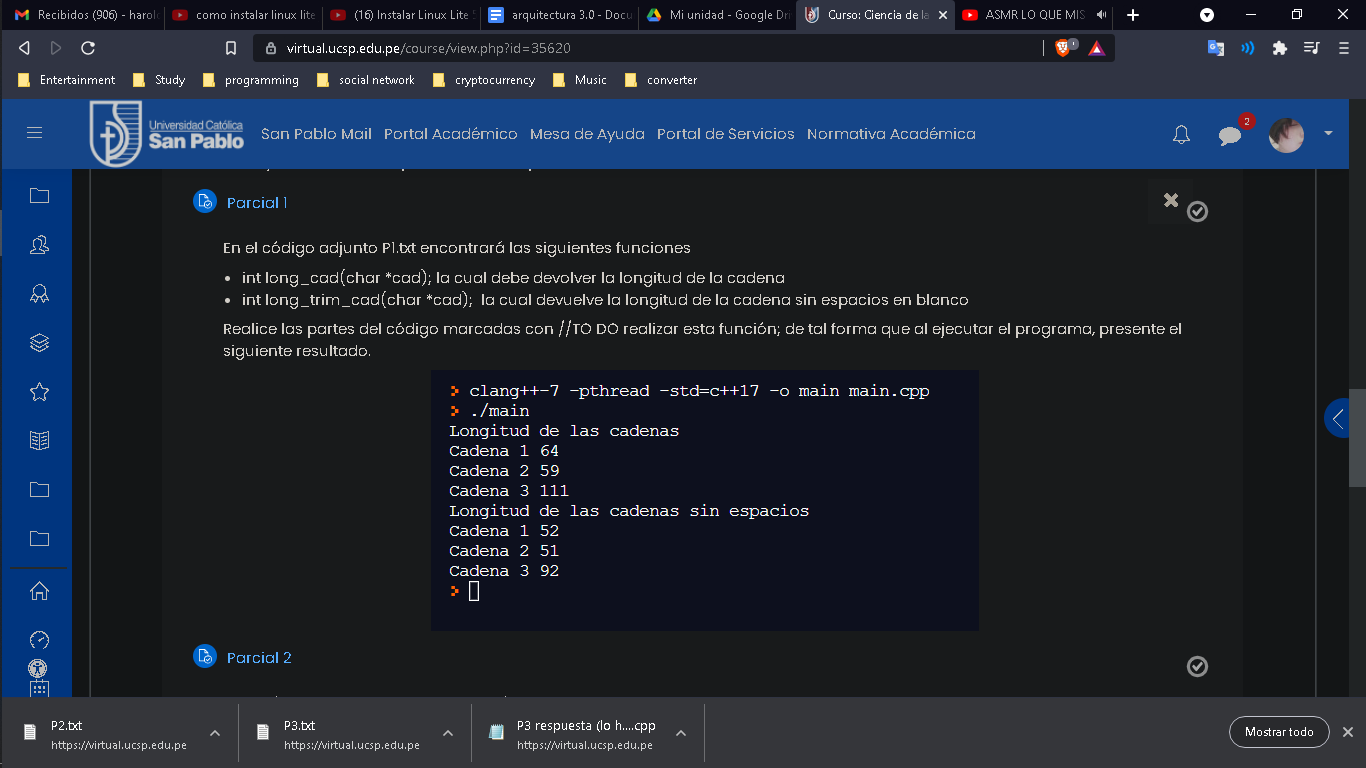 Recibidos (906) - harol
como instalar linux lite
(16) Instalar Linux Lite
arquitectura 3.0 - Docu
Mi unidad - Google Dri
Curso: Ciencia de la
ASMR LO QUE MIS
virtual.ucsp.edu.pe/course/view.php?id=35620
Entertainment Study programming social network cryptocurrency Music converter
Universidad Católica
San Pablo
San Pablo Mail Portal Académico Mesa de Ayuda Portal de Servicios Normativa Académica
2
Parcial 1
En el código adjunto P1.txt encontrará las siguientes funciones
• int long_cad(char *cad); la cual debe devolver la longitud de la cadena
• int long_trim_cad(char *cad); la cual devuelve la longitud de la cadena sin espacios en blanco
Realice las partes del código marcadas con //TO DO realizar esta función; de tal forma que al ejecutar el programa, presente el
siguiente resultado.
> clang++-7 -pthread -std=c++17 -o main main.cpp
> ./main
Longitud de las cadenas
Cadena 1 64
Cadena 2 59
Cadena 3 111
Longitud de las cadenas sin espacios
Cadena 1 52
Cadena 2 51
Cadena 3 92
>
Parcial 2
P2.txt
https://virtual.ucsp.edu.pe
P3.txt
https://virtual.ucsp.edu.pe
P3 respuesta (lo h....cpp
https://virtual.ucsp.edu.pe
Mostrar todo